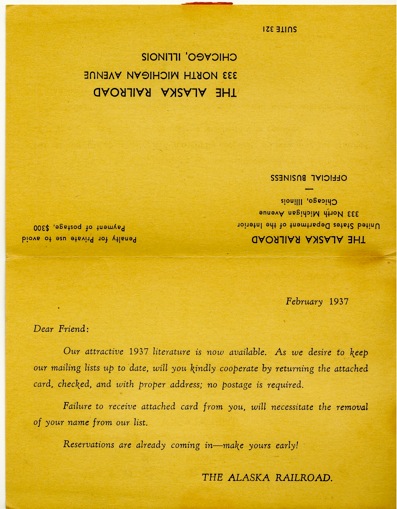 SUITE 321
THE ALASKA RAILROAD
333 NORTH MICHIGAN AVENUE
CHICAGO, ILLINOIS
THE ALASKA RAILROAD
United States Department of the Interior
333 North Michigan Avenue
Chicago, Illinois
—
OFFICIAL BUSINESS
Penalty for Private use to avoid
Payment of postage, $300
February 1937
Dear Friend:
Our attractive 1937 literature is now available. As we desire to keep
our mailing lists up to date, will you kindly cooperate by returning the attached
card, checked, and with proper address; no postage is required.
Failure to receive attached card from you, will necessitate the removal
of your name from our list.
Reservations are already coming in—make yours early!
THE ALASKA RAILROAD.